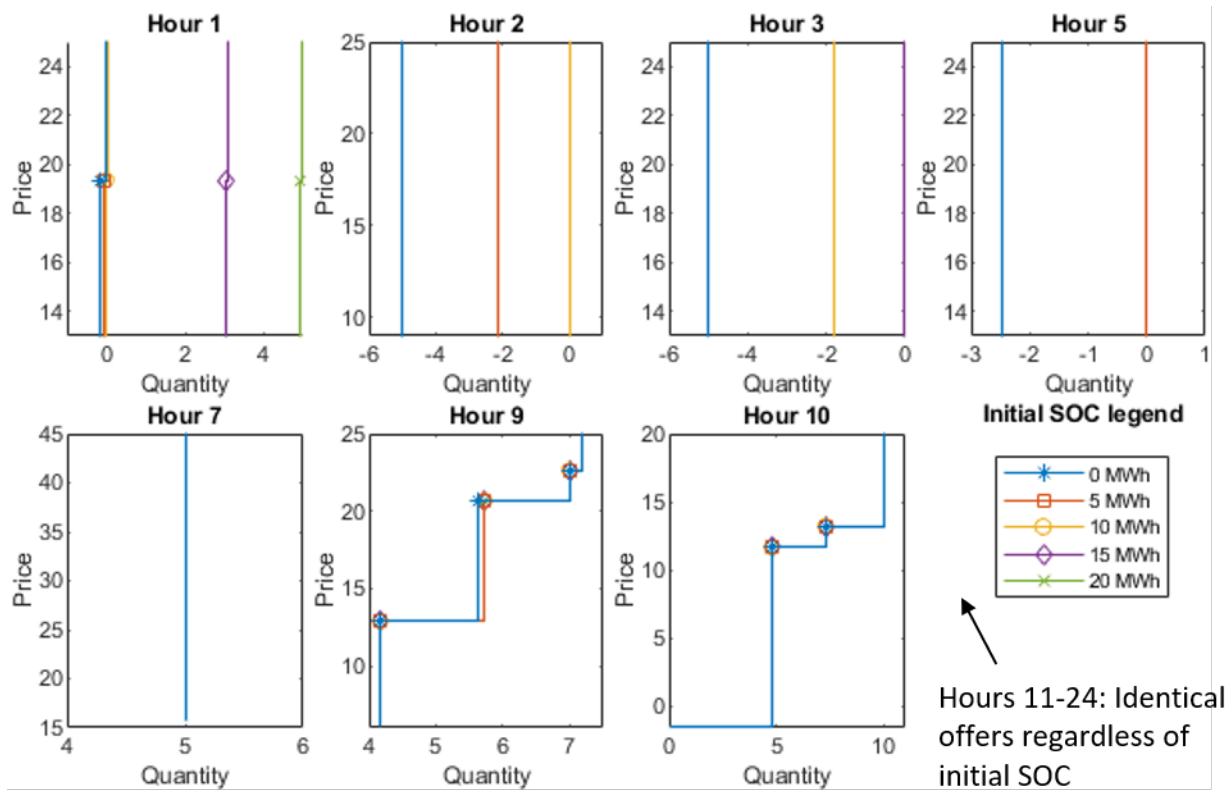 Hour 1
Hour 2
Hour 3
Hour 5
24
22
20
18
16
14
Price
0
2
4
Quantity
25
20
15
10
Price
-6
-4
-2
0
Quantity
24
22
20
18
16
14
Price
-6
-4
-2
0
Quantity
24
22
20
18
16
14
Price
-3
-2
-1
0
1
Quantity
Hour 7
Hour 9
Hour 10
Initial SOC legend
45
40
35
30
25
20
15
Price
4
5
6
Quantity
25
20
15
10
Price
4
5
6
7
Quantity
20
15
10
5
0
Price
0
5
10
Quantity
0 MWh
5 MWh
10 MWh
15 MWh
20 MWh
Hours 11-24: Identical
offers regardless of
initial SOC